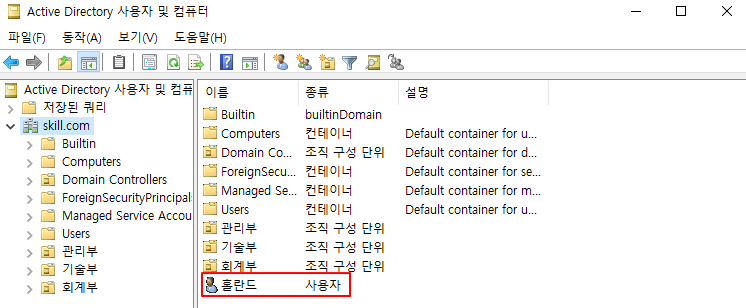 Active Directory 사용자 및 컴퓨터
파일(F) 동작(A) 보기(V) 도움말(H)
Active Directory 사용자 및 컴퓨
저장된 쿼리
skill.com
Builtin
Computers
Domain Controllers
ForeignSecurityPrincipal
Managed Service Accou
Users
관리부
기술부
회계부
이름 종류 설명
Builtin builtinDomain
Computers 컨테이너 Default container for u...
Domain Co... 조직 구성 단위 Default container for d...
ForeignSecu... 컨테이너 Default container for se...
Managed Se... 컨테이너 Default container for m...
Users 컨테이너 Default container for u...
관리부 조직 구성 단위
기술부 조직 구성 단위
회계부 조직 구성 단위
홀란드 사용자